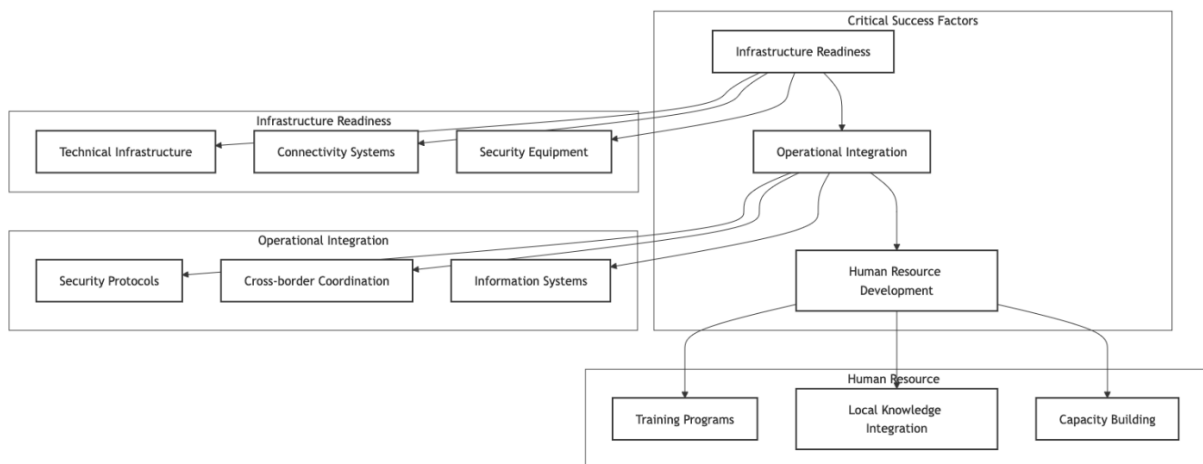 Critical Success Factors
Infrastructure Readiness
Infrastructure Readiness
Technical Infrastructure
Connectivity Systems
Security Equipment
Operational Integration
Operational Integration
Security Protocols
Cross-border Coordination
Information Systems
Human Resource
Development
Human Resource
Training Programs
Local Knowledge
Integration
Capacity Building